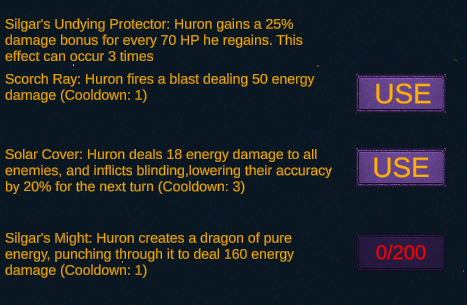 Silgar's Undying Protector: Huron gains a 25%
damage bonus for every 70 HP he regains. This
effect can occur 3 times
Scorch Ray: Huron fires a blast dealing 50 energy
damage (Cooldown: 1)
USE
Solar Cover: Huron deals 18 energy damage to all
enemies, and inflicts blinding,lowering their accuracy
by 20% for the next turn (Cooldown: 3)
USE
Silgar's Might: Huron creates a dragon of pure
energy, punching through it to deal 160 energy
damage (Cooldown: 1)
0/200